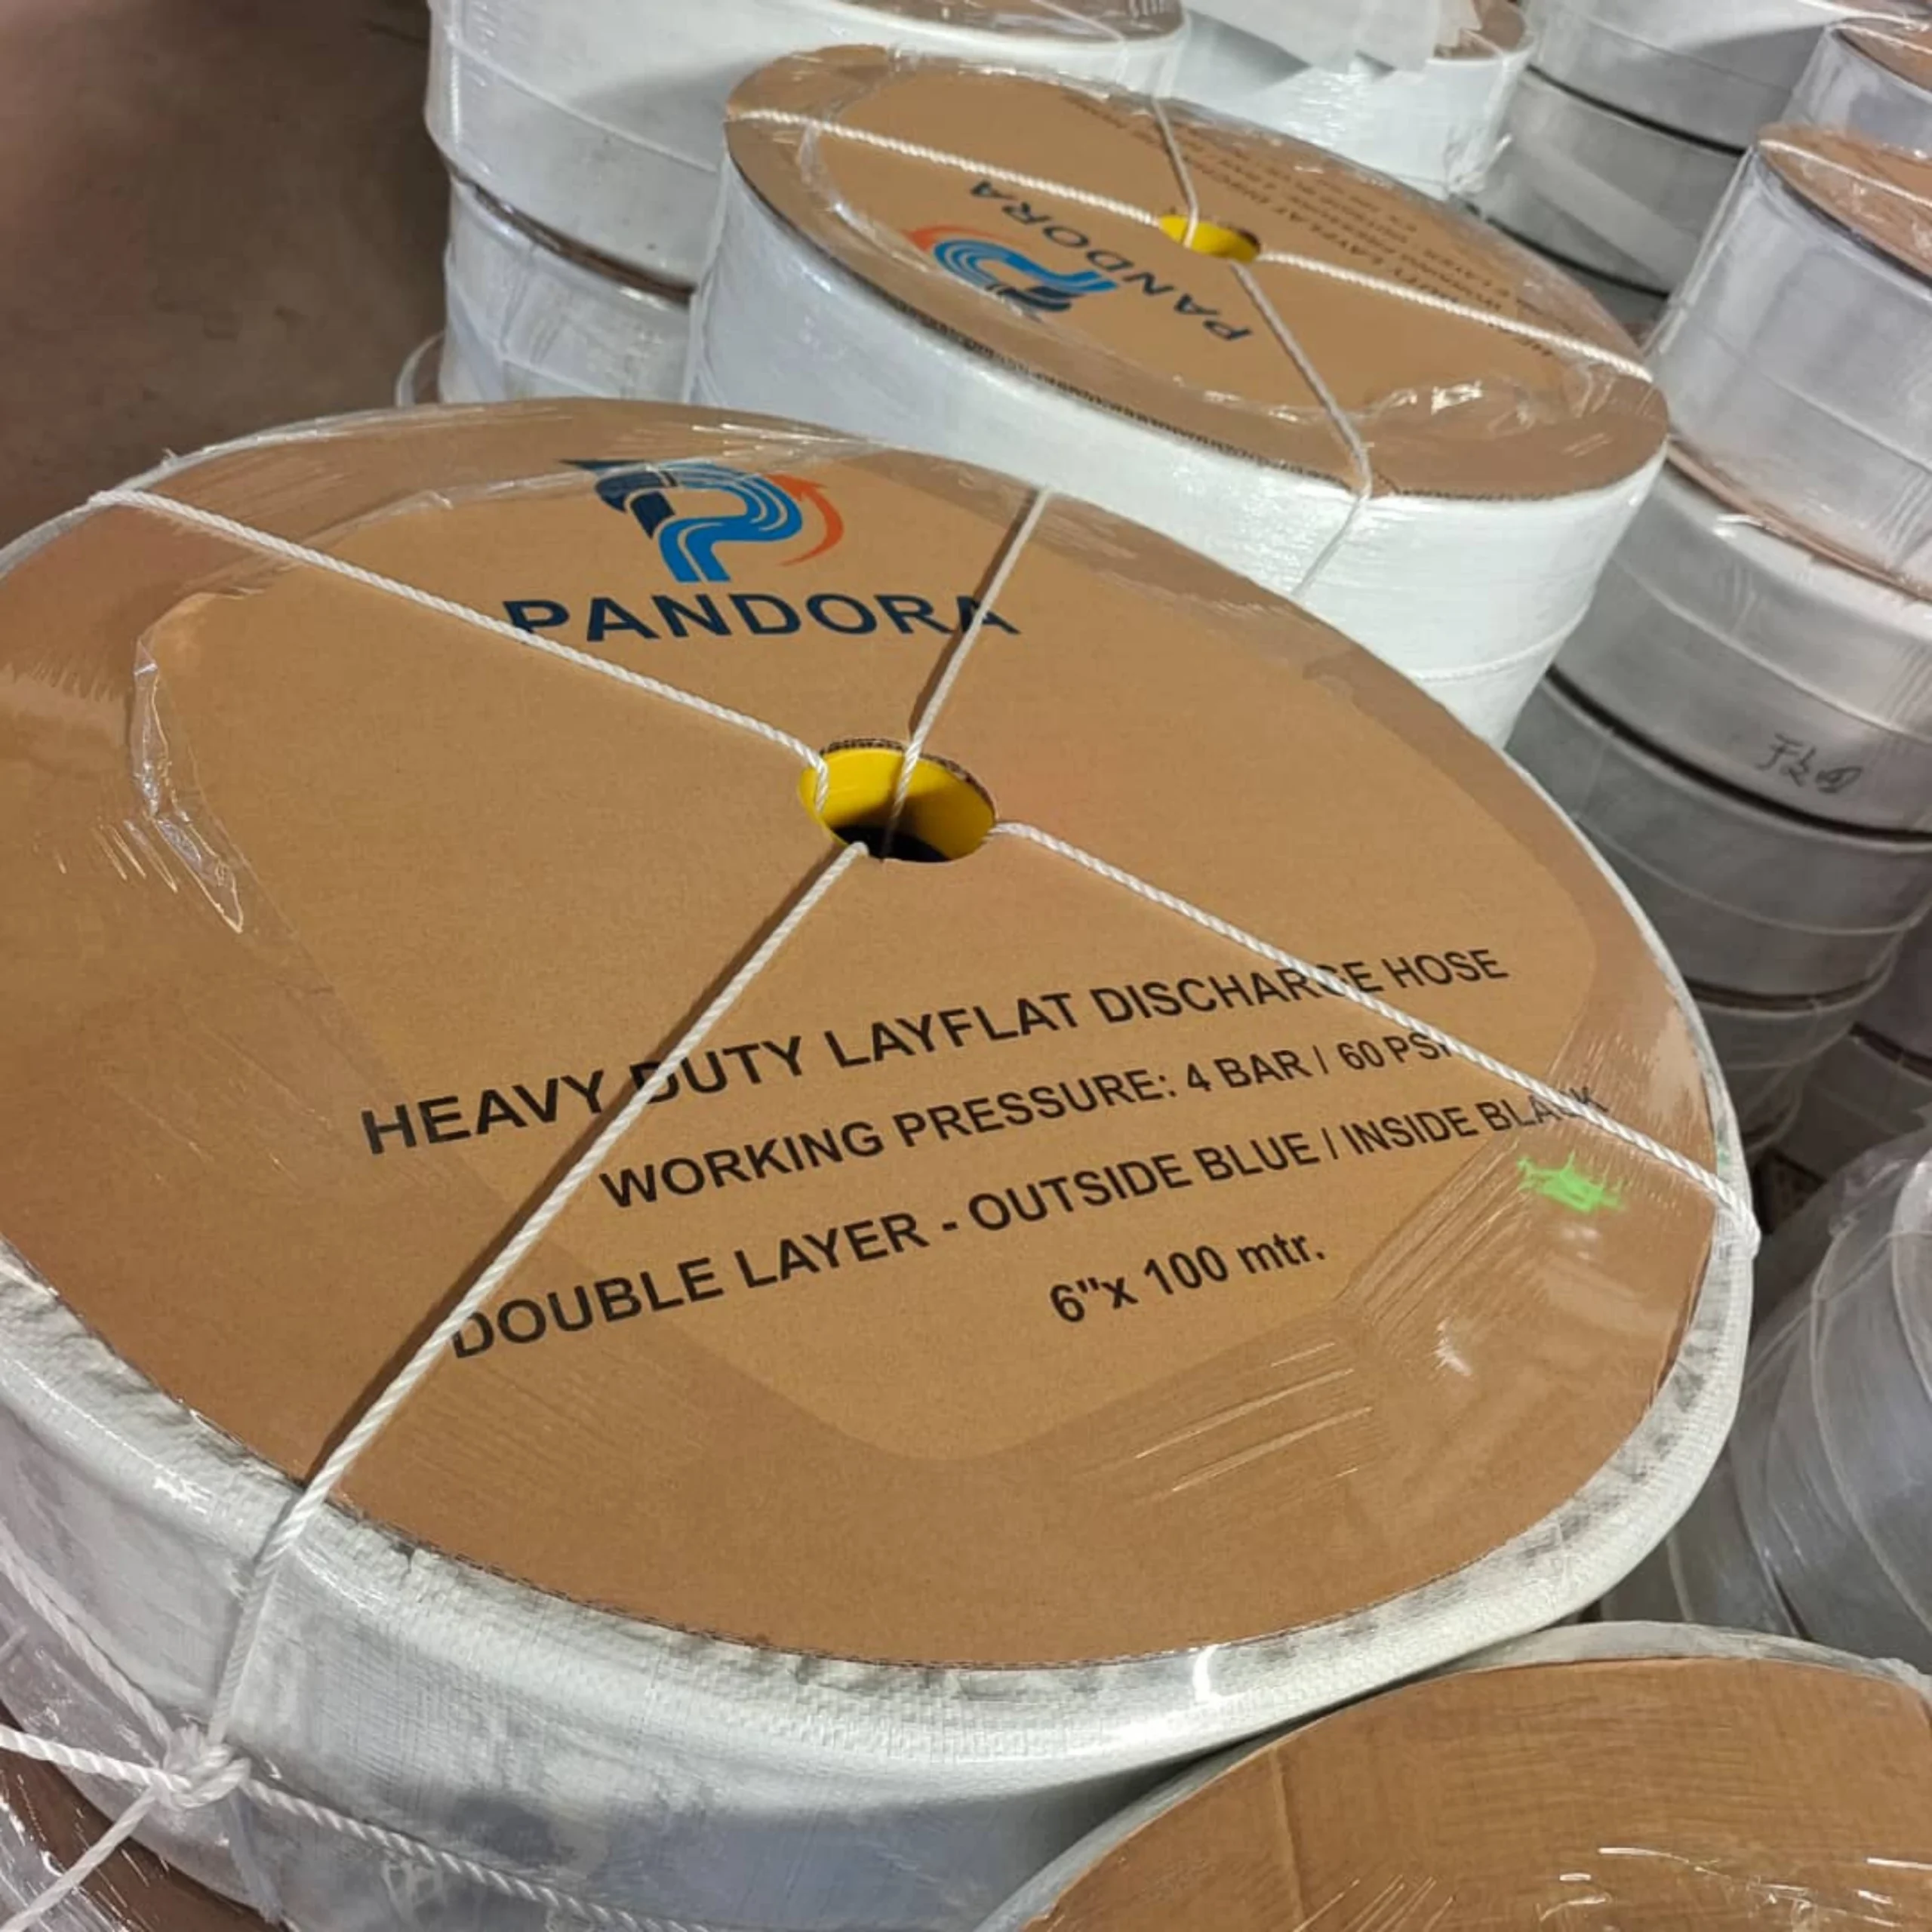 PANDORA
PANDORA
HEAVY DUTY LAYFLAT DISCHARGE HOSE
WORKING PRESSURE: 4 BAR / 60 PSI
DOUBLE LAYER - OUTSIDE BLUE / INSIDE BLACK
6"x 100 mtr.